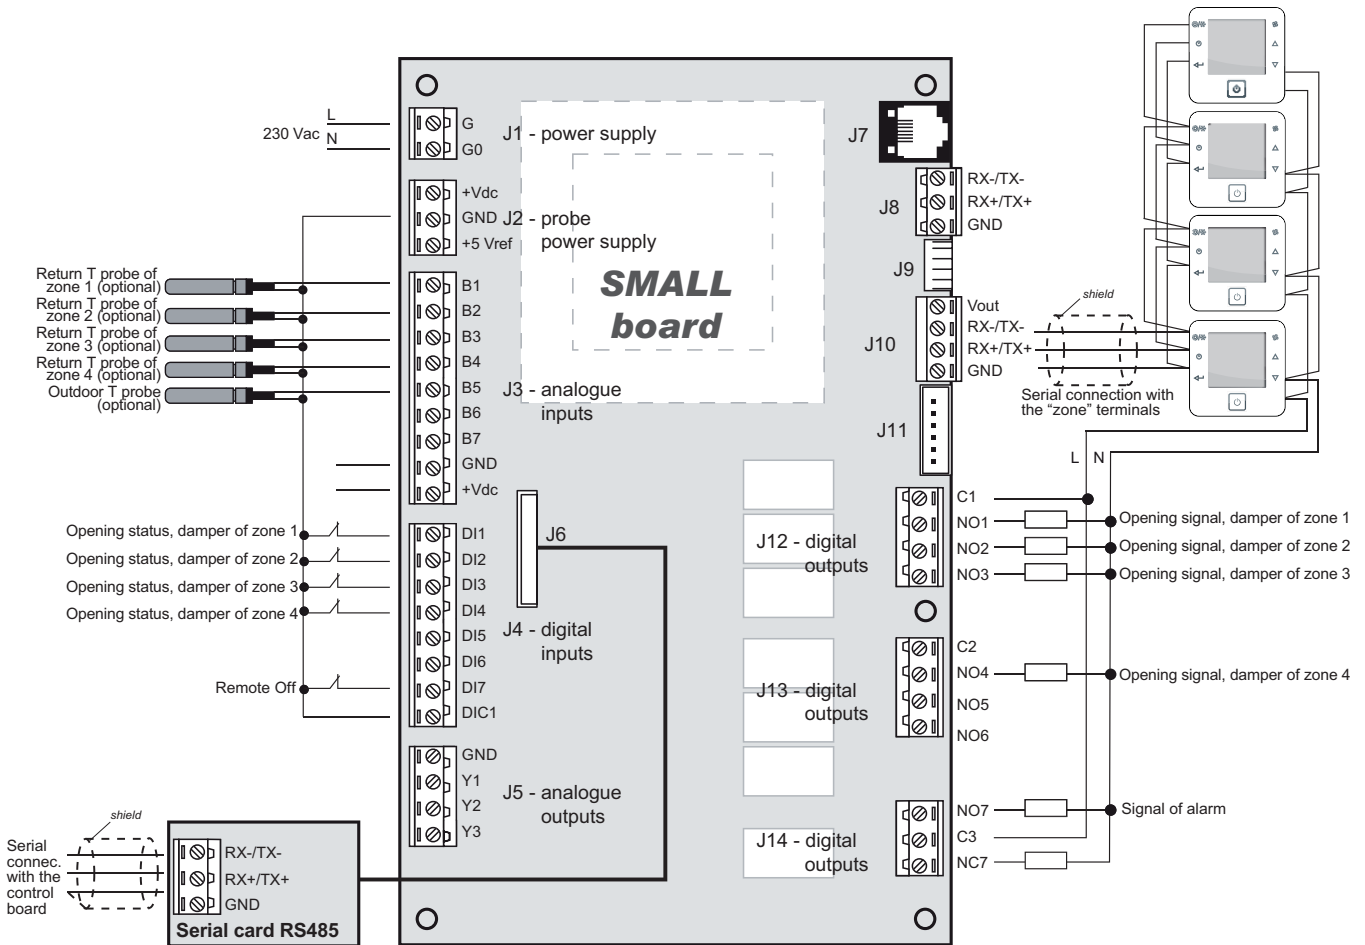 L
230 Vac
N
G
G0
J1 - power supply
+Vdc
GND
+5 Vref
J2 - probe
power supply
SMALL
board
Return T probe of
zone 1 (optional)
Return T probe of
zone 2 (optional)
Return T probe of
zone 3 (optional)
Return T probe of
zone 4 (optional)
Outdoor T probe
(optional)
B1
B2
B3
B4
B5
B6
B7
GND
+Vdc
J3 - analogue
inputs
Opening status, damper of zone 1
Opening status, damper of zone 2
Opening status, damper of zone 3
Opening status, damper of zone 4
Remote Off
DI1
DI2
DI3
DI4
DI5
DI6
DI7
DIC1
J6
J4 - digital
inputs
GND
Y1
Y2
Y3
J5 - analogue
outputs
shield
Serial
connec.
with the
control
board
RX-/TX-
RX+/TX+
GND
Serial card RS485
J7
J8
RX-/TX-
RX+/TX+
GND
J9
J10
Vout
RX-/TX-
RX+/TX+
GND
shield
Serial connection with
the “zone” terminals
J11
L N
J12 - digital
outputs
C1
NO1
NO2
NO3
Opening signal, damper of zone 1
Opening signal, damper of zone 2
Opening signal, damper of zone 3
J13 - digital
outputs
C2
NO4
NO5
NO6
Opening signal, damper of zone 4
J14 - digital
outputs
NO7
C3
NC7
Signal of alarm